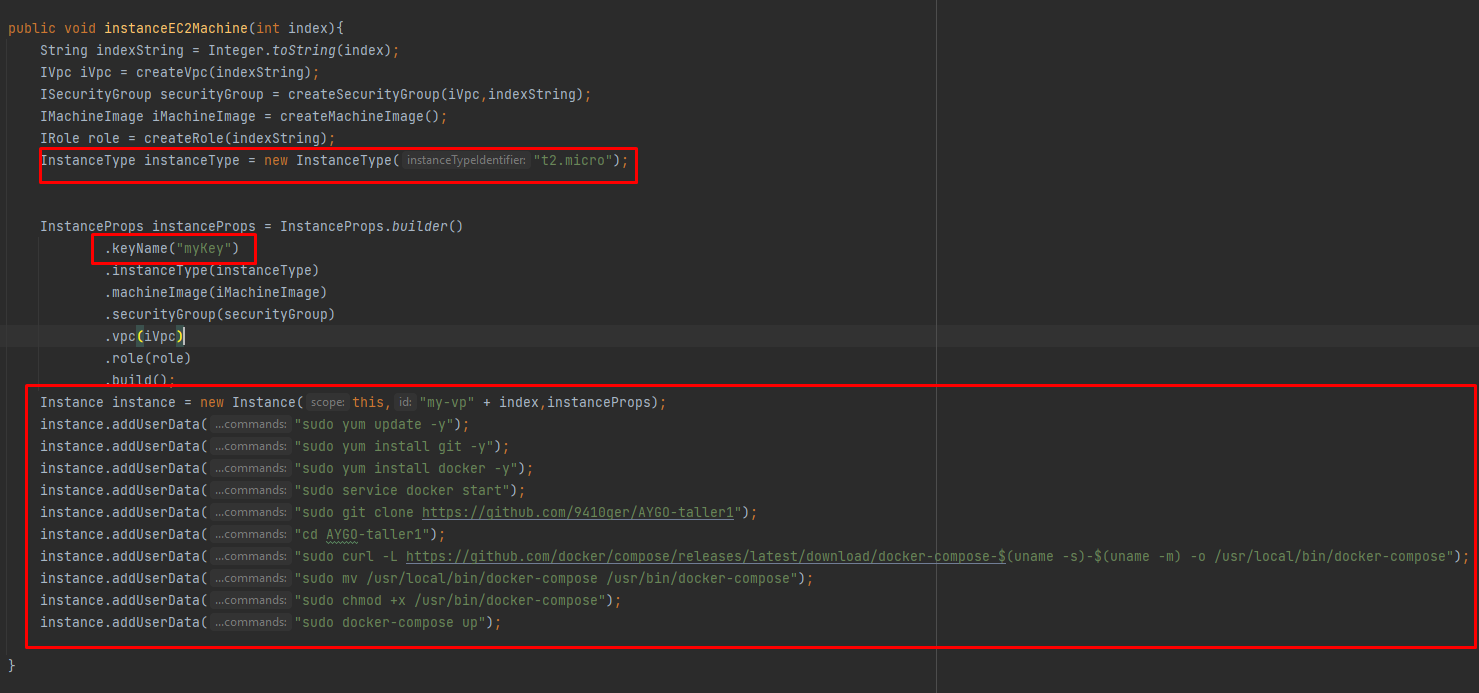 public void instanceEC2Machine(int index){
String indexString = Integer.toString(index);
IVpc iVpc = createVpc(indexString);
ISecurityGroup securityGroup = createSecurityGroup(iVpc,indexString);
IMachineImage iMachineImage = createMachineImage();
IRole role = createRole(indexString);
InstanceType instanceType = new InstanceType( instanceTypeIdentifier: "t2.micro");
InstanceProps instanceProps = InstanceProps.builder()
.keyName("myKey")
.instanceType(instanceType)
.machineImage(iMachineImage)
.securityGroup(securityGroup)
.vpc(iVpc)
.role(role)
.build();
Instance instance = new Instance( scope: this, id: "my-vp" + index,instanceProps);
instance.addUserData( ...commands: "sudo yum update -y");
instance.addUserData( ...commands: "sudo yum install git -y");
instance.addUserData( ...commands: "sudo yum install docker -y");
instance.addUserData( ...commands: "sudo service docker start");
instance.addUserData( ...commands: "sudo git clone https://github.com/9410ger/AYGO-taller1");
instance.addUserData( ...commands: "cd AYGO-taller1");
instance.addUserData( ...commands: "sudo curl -L https://github.com/docker/compose/releases/latest/download/docker-compose-$(uname -s)-$(uname -m) -o /usr/local/bin/docker-compose");
instance.addUserData( ...commands: "sudo mv /usr/local/bin/docker-compose /usr/bin/docker-compose");
instance.addUserData( ...commands: "sudo chmod +x /usr/bin/docker-compose");
instance.addUserData( ...commands: "sudo docker-compose up");
}